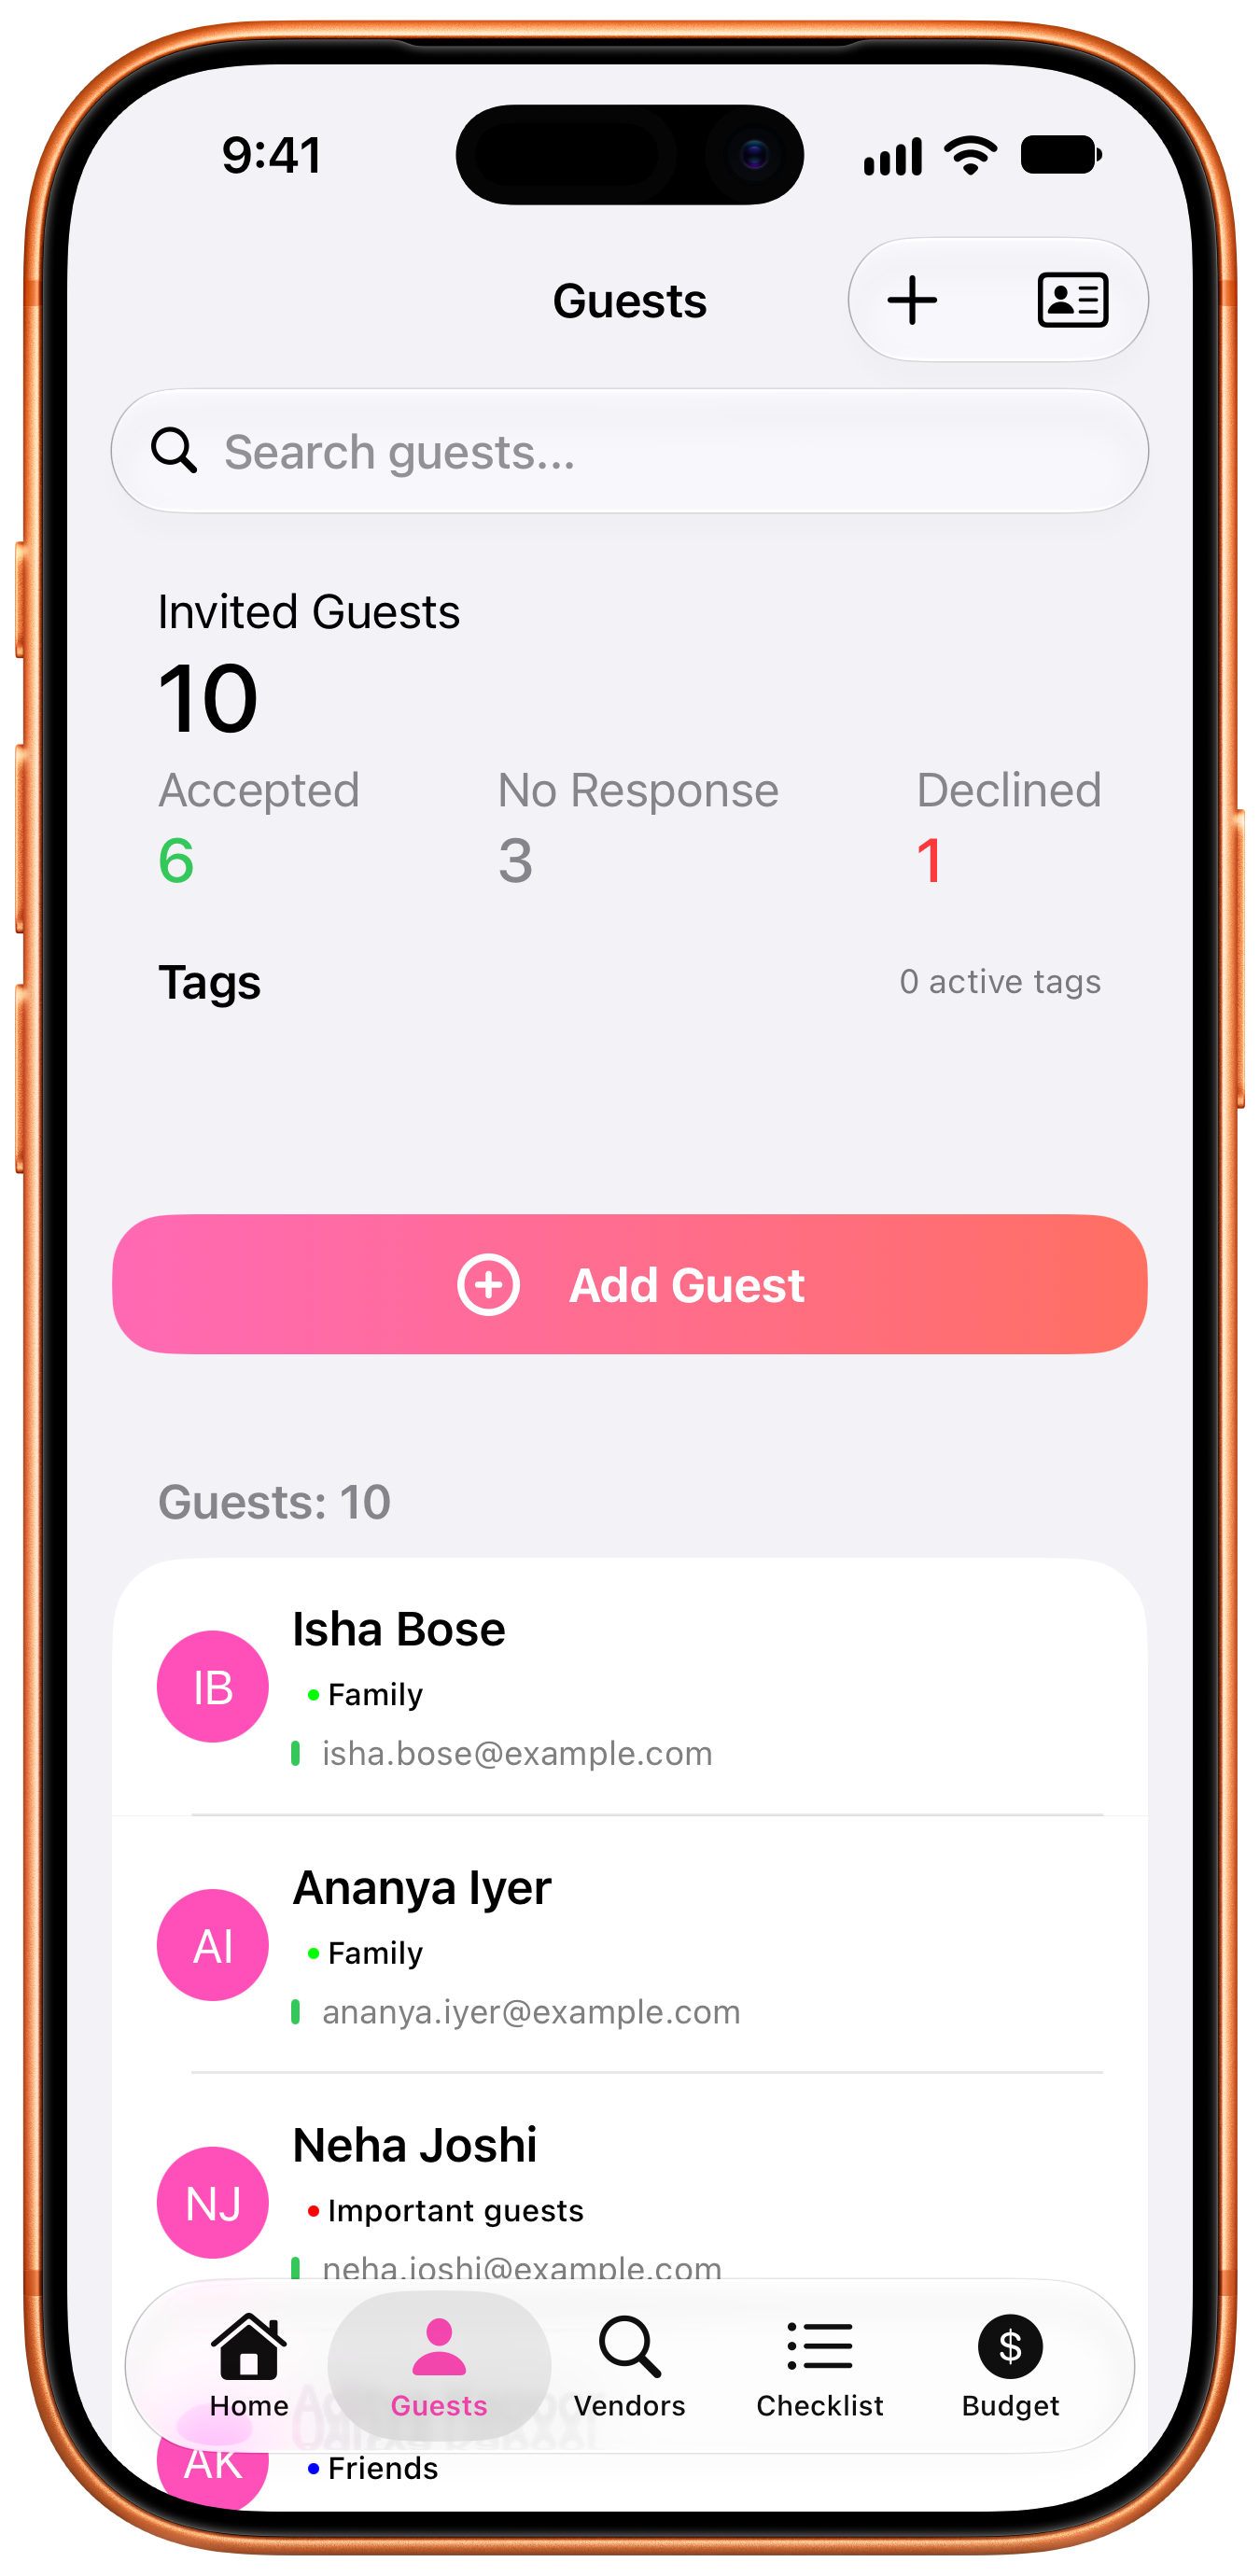 9:41
Guests
Search guests...
Invited Guests
10
Accepted No Response Declined
6 3 1
Tags 0 active tags
Add Guest
Guests: 10
Isha Bose
IB
Family
isha.bose@example.com
Ananya Iyer
AI
Family
ananya.iyer@example.com
Neha Joshi
NJ
Important guests
neha.joshi@example.com
Home Guests Vendors Checklist Budget
AK
Friends